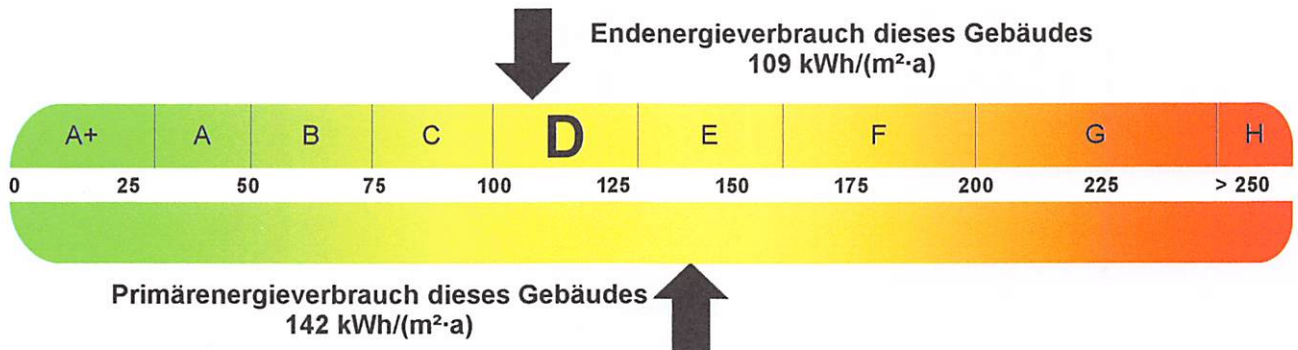 Endenergieverbrauch dieses Gebäudes
109 kWh/(m²·a)
A+ A B C D E F G H
0 25 50 75 100 125 150 175 200 225 > 250
Primärenergieverbrauch dieses Gebäudes
142 kWh/(m²·a)